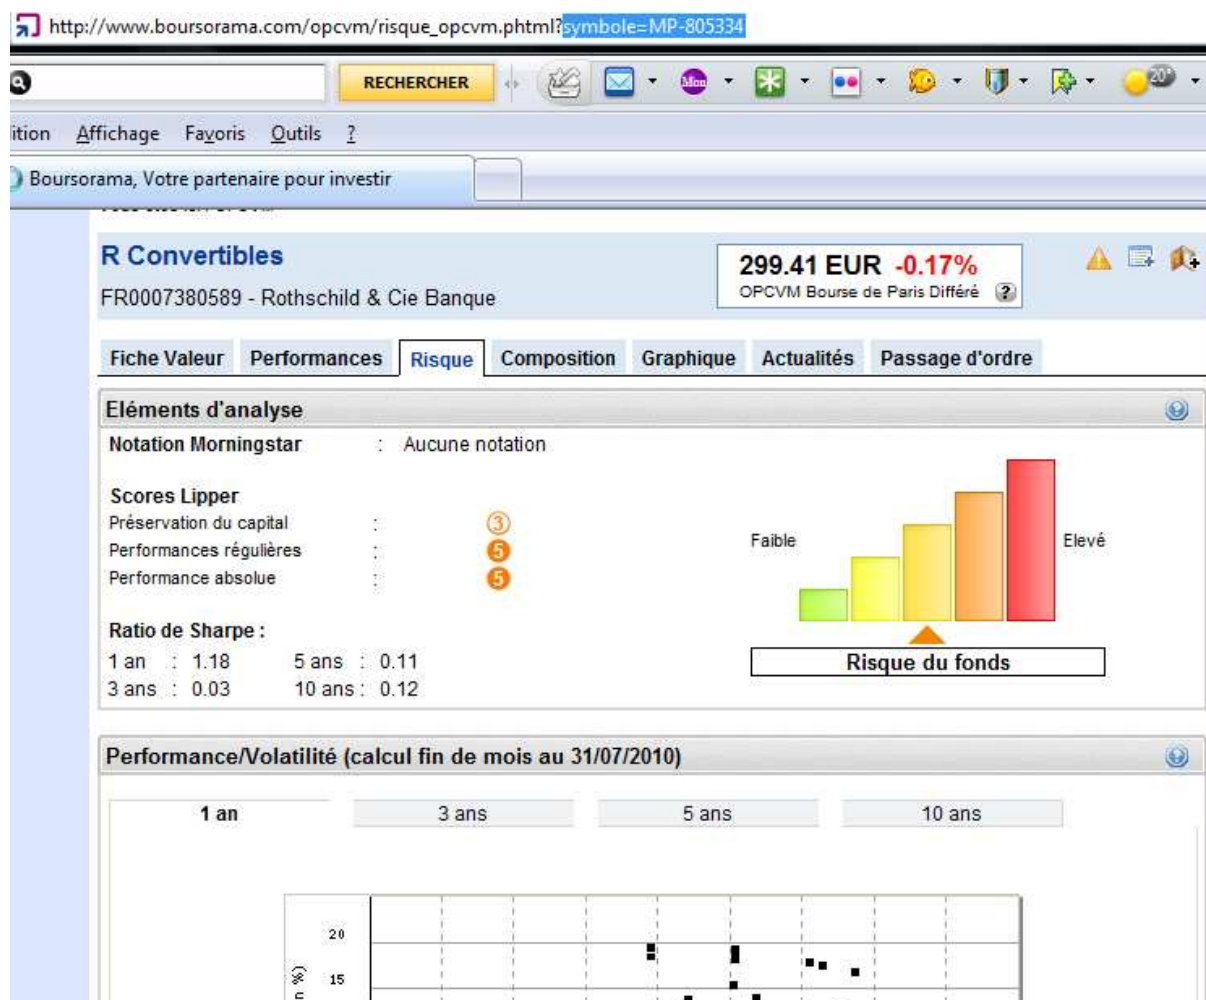 http://www.boursorama.com/opcvm/risque_opcvm.phtml?symbole=MP-805334
RECHERCHER
Mon
20°
ition Affichage Favoris Outils ?
Boursorama, Votre partenaire pour investir
R Convertibles
299.41 EUR -0.17%
FR0007380589 - Rothschild & Cie Banque
OPCVM Bourse de Paris Différé ?
Fiche Valeur Performances Risque Composition Graphique Actualités Passage d'ordre
Eléments d'analyse
Notation Morningstar : Aucune notation
Scores Lipper
Préservation du capital : 3
Performances régulières : 5
Performance absolue : 5
Faible
Elevé
Ratio de Sharpe :
1 an : 1.18 5 ans : 0.11
3 ans : 0.03 10 ans : 0.12
Risque du fonds
Performance/Volatilité (calcul fin de mois au 31/07/2010)
1 an 3 ans 5 ans 10 ans
20
15
n %)